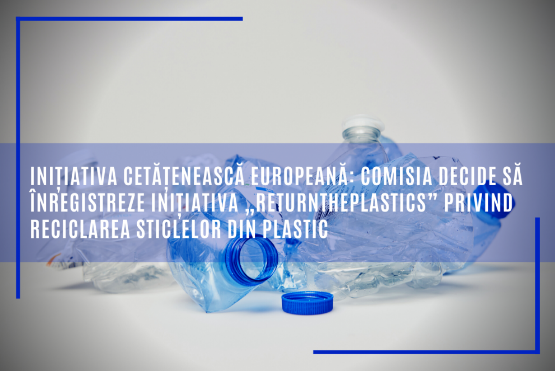 INIȚIATIVA CETĂȚENEASCĂ EUROPEANĂ: COMISIA DECIDE SĂ
ÎNREGISTREZE INIȚIATIVA „RETURNTHEPLASTICS” PRIVIND
RECICLAREA STICLELOR DIN PLASTIC